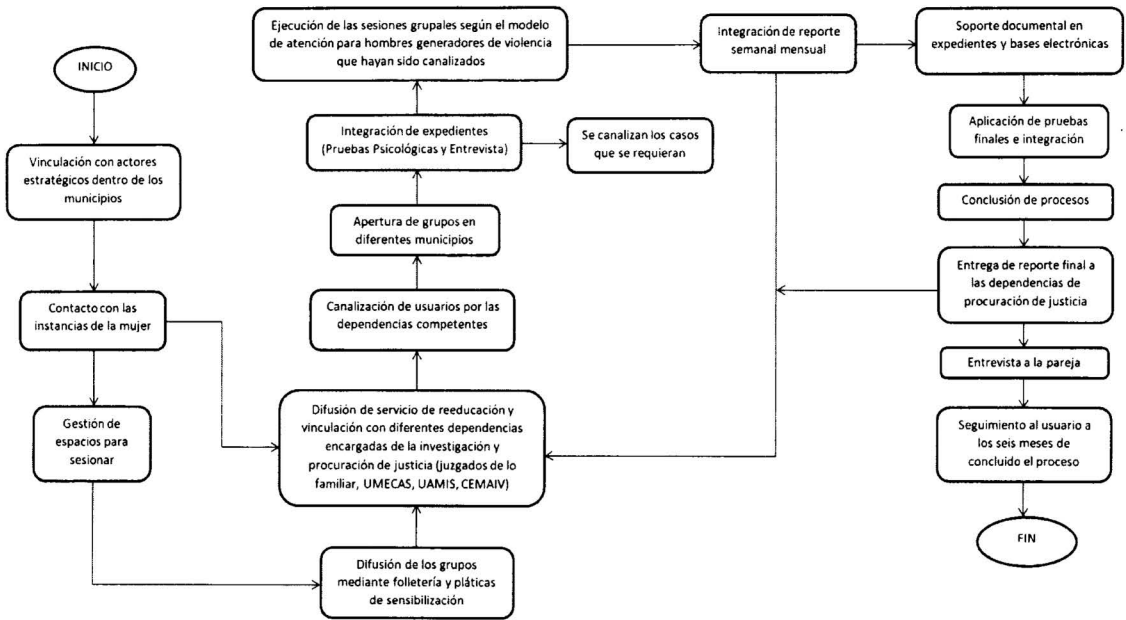 INICIO
Vinculación con actores
estratégicos dentro de los
municipios
Contacto con las
instancias de la mujer
Gestión de
espacios para
sesionar
Difusión de los grupos
mediante folletería y pláticas
de sensibilización
Difusión de servicio de reeducación y
vinculación con diferentes dependencias
encargadas de la investigación y
procuración de justicia (juzgados de lo
familiar, UMECAS, UAMIS, CEMAIV)
Canalización de usuarios por las
dependencias competentes
Apertura de grupos en
diferentes municipios
Integración de expedientes
(Pruebas Psicológicas y Entrevista)
Se canalizan los casos
que se requieran
Ejecución de las sesiones grupales según el modelo
de atención para hombres generadores de violencia
que hayan sido canalizados
Integración de reporte
semanal mensual
Soporte documental en
expedientes y bases electrónicas
Aplicación de pruebas
finales e integración
Conclusión de procesos
Entrega de reporte final a
las dependencias de
procuración de justicia
Entrevista a la pareja
Seguimiento al usuario a
los seis meses de
concluido el proceso
FIN